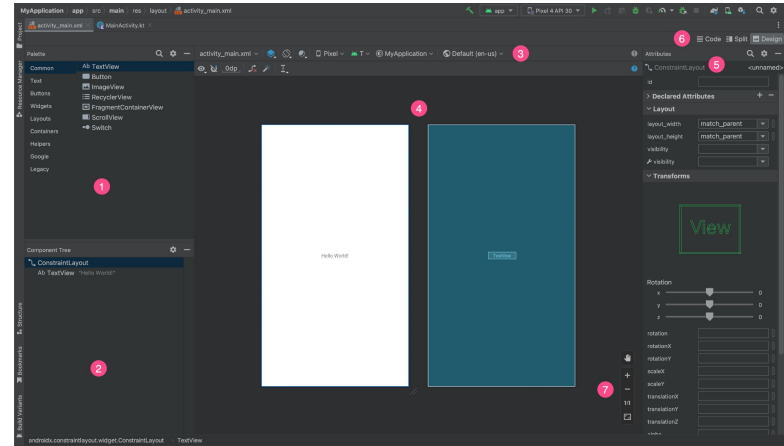 MyApplication app src main res layout activity_main.xml
app Pixel 4 API 30
activity_main.xml MainActivity.kt
6 Code Split Design
Project
Resource Manager
Structure
Bookmarks
Build Variants
Palette
Common
Text
Buttons
Widgets
Layouts
Containers
Helpers
Google
Legacy
Ab TextView
Button
ImageView
RecyclerView
FragmentContainerView
ScrollView
Switch
1
Component Tree
ConstraintLayout
Ab TextView "Hello World!"
2
activity_main.xml Pixel T MyApplication Default (en-us) 3
0dp
4
Hello World!
TextView
7
1:1
Attributes
ConstraintLayout 5 <unnamed>
id
Declared Attributes
Layout
layout_width match_parent
layout_height match_parent
visibility
visibility
Transforms
View
Rotation
x 0
y 0
z 0
rotation
rotationX
rotationY
scaleX
scaleY
translationX
translationY
translationZ
alpha
androidx.constraintlayout.widget.ConstraintLayout TextView